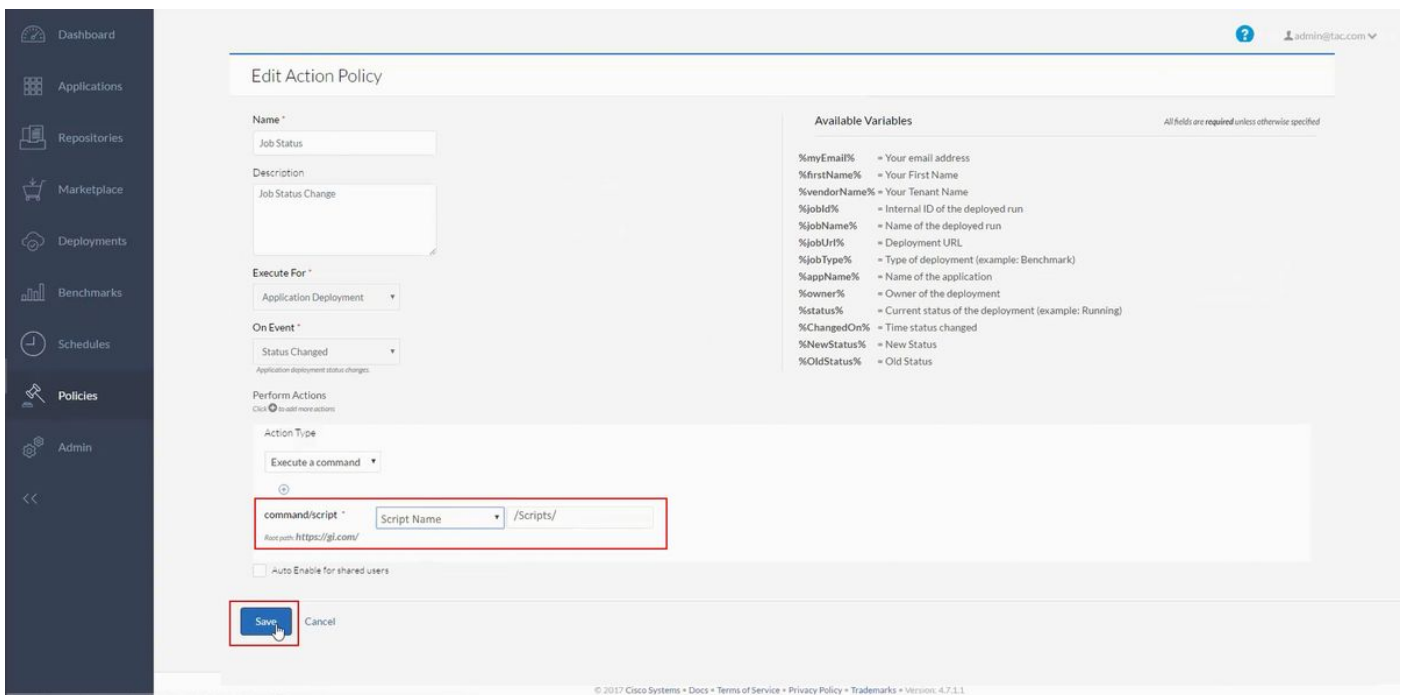 Dashboard
Applications
Repositories
Marketplace
Deployments
Benchmarks
Schedules
Policies
Admin
<<
?
admin@tac.com
Edit Action Policy
Name *
Job Status
Description
Job Status Change
Execute For *
Application Deployment
On Event *
Status Changed
Application deployment status changes.
Perform Actions
Click to add more actions
Action Type
Execute a command
command/script *
Script Name
/Scripts/
Root path: https://gi.com/
Auto Enable for shared users
Save
Cancel
Available Variables
All fields are required unless otherwise specified
%myEmail% = Your email address
%firstName% = Your First Name
%vendorName% = Your Tenant Name
%jobId% = Internal ID of the deployed run
%jobName% = Name of the deployed run
%jobUrl% = Deployment URL
%jobType% = Type of deployment (example: Benchmark)
%appName% = Name of the application
%owner% = Owner of the deployment
%status% = Current status of the deployment (example: Running)
%ChangedOn% = Time status changed
%NewStatus% = New Status
%OldStatus% = Old Status
© 2017 Cisco Systems • Docs • Terms of Service • Privacy Policy • Trademarks • Version: 4.7.1.1